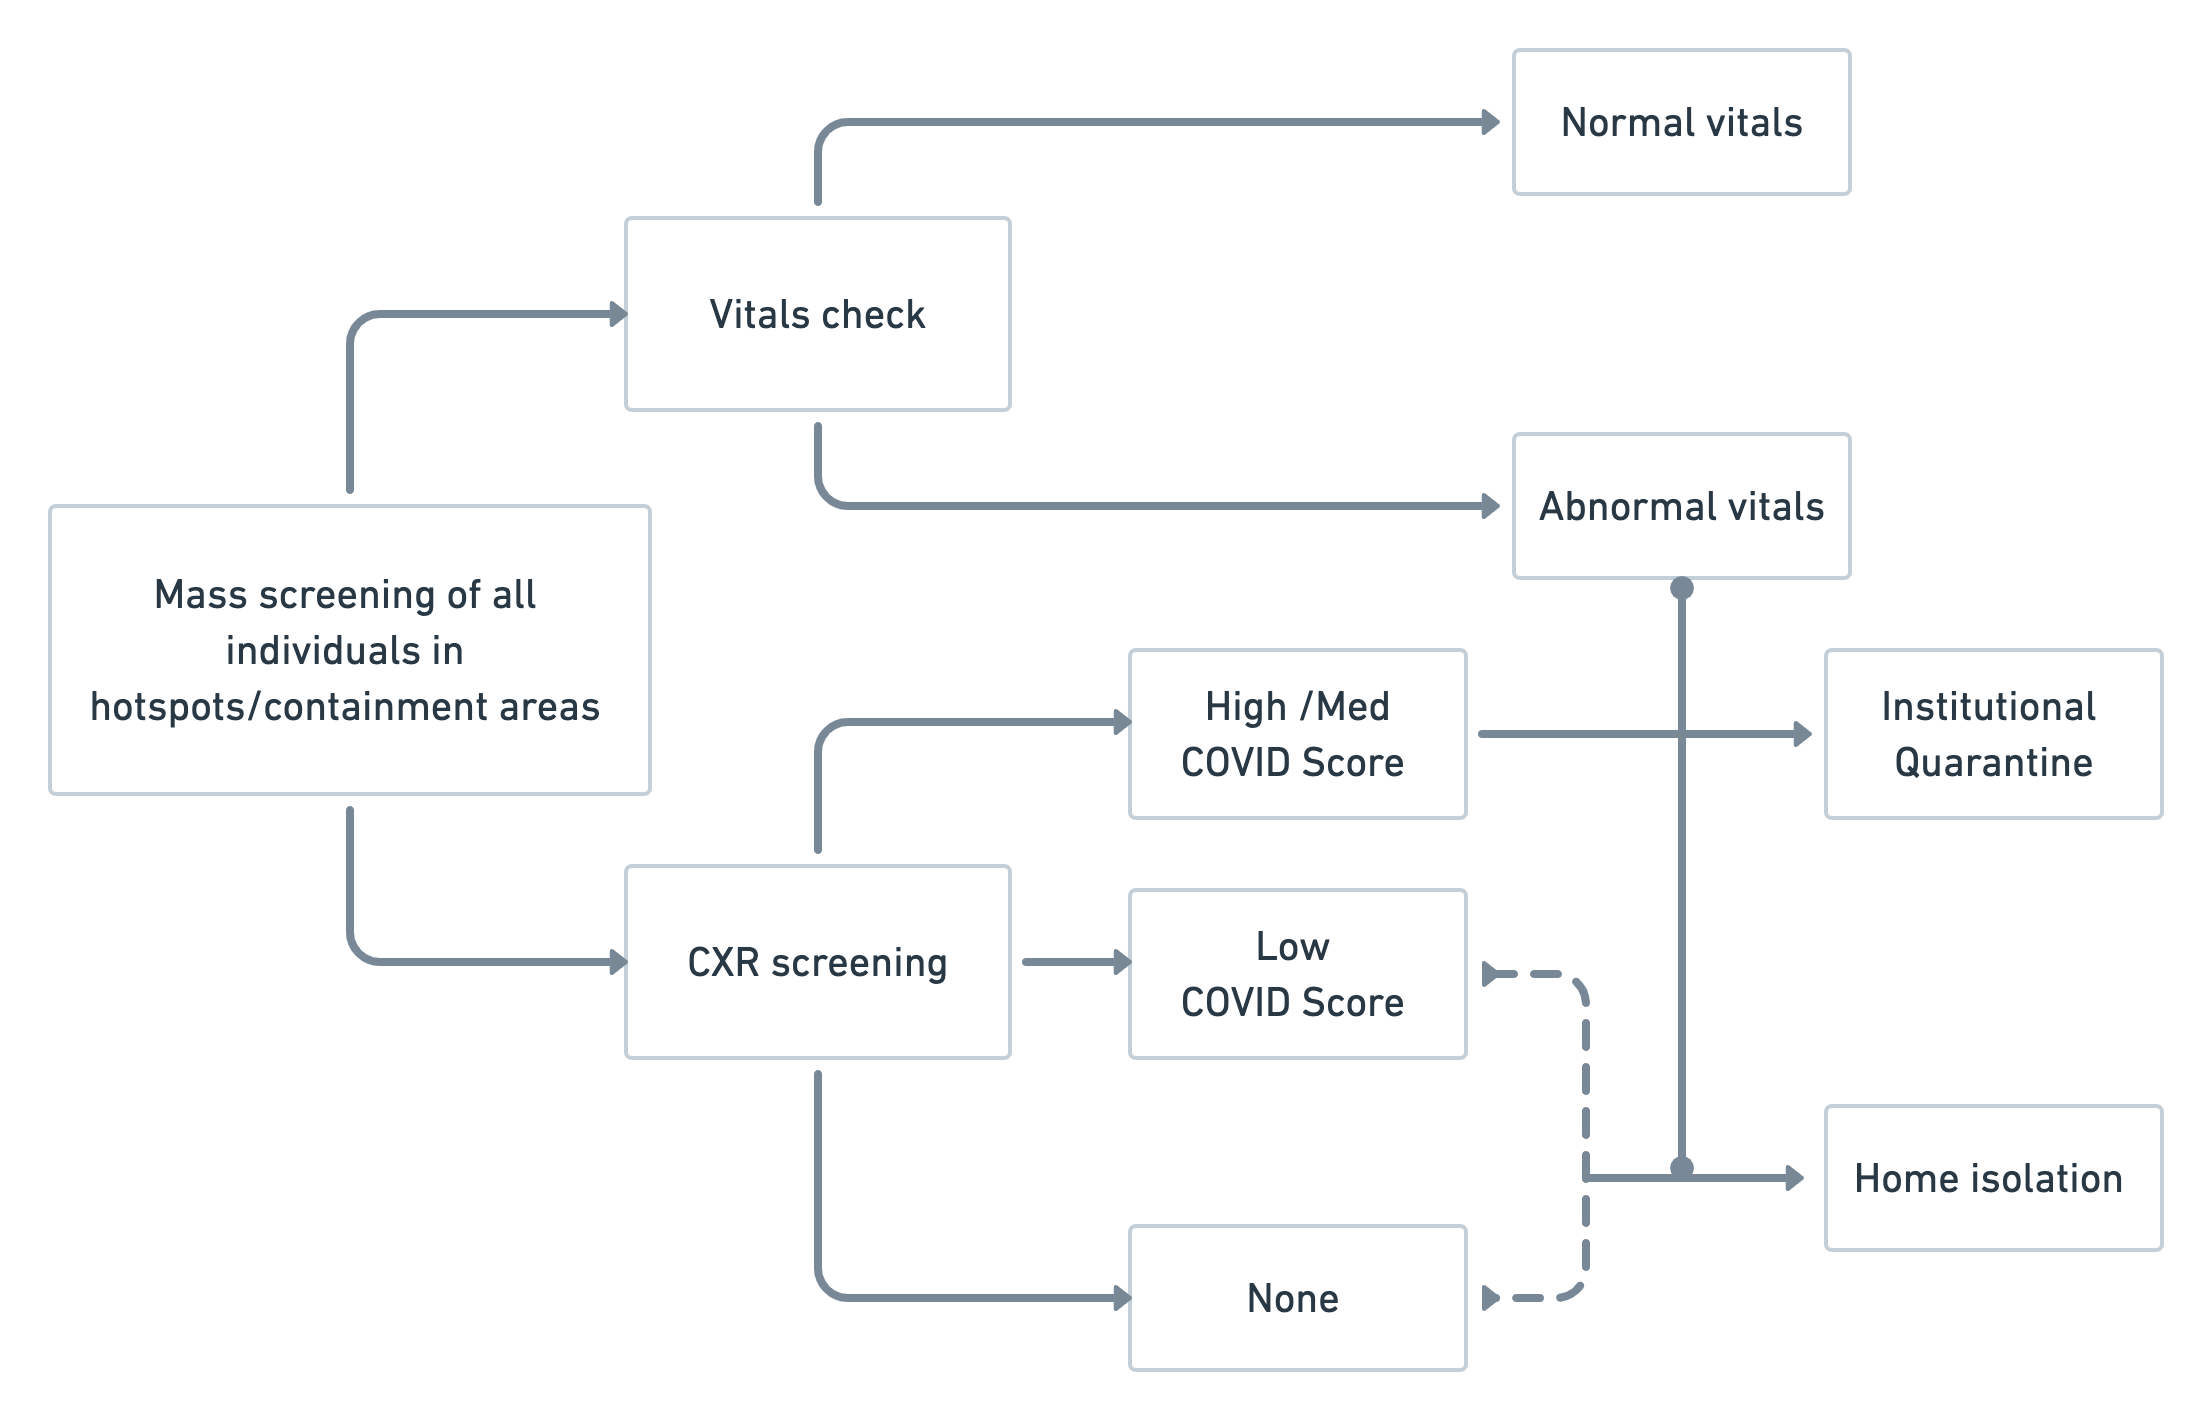 Normal vitals
Vitals check
Abnormal vitals
Mass screening of all
individuals in
hotspots/containment areas
High /Med
COVID Score
Institutional
Quarantine
CXR screening
Low
COVID Score
Home isolation
None